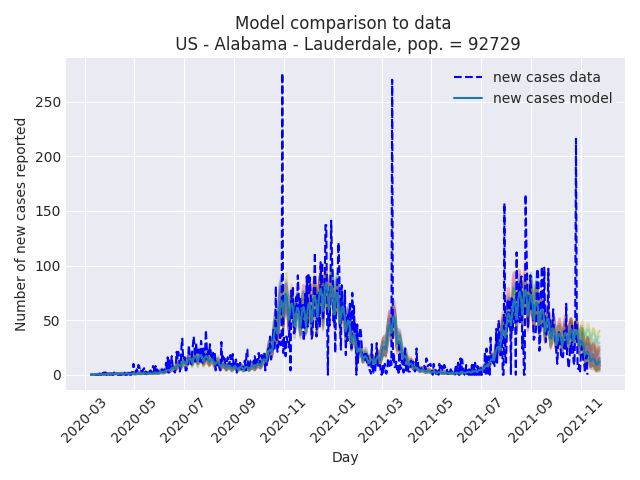 Model comparison to data
US - Alabama - Lauderdale, pop. = 92729
new cases data
new cases model
Number of new cases reported
250
200
150
100
50
0
2020-03
2020-05
2020-07
2020-09
2020-11
2021-01
2021-03
2021-05
2021-07
2021-09
2021-11
Day